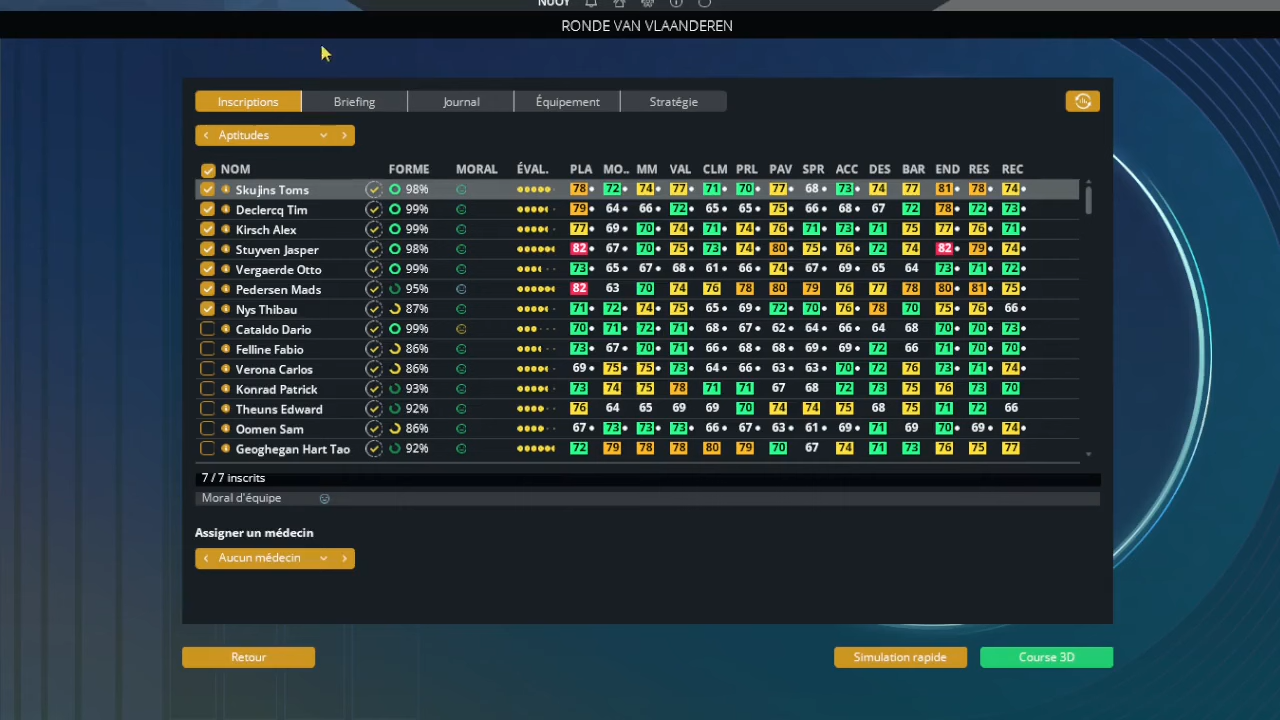 NUOY
RONDE VAN VLAANDEREN
Inscriptions Briefing Journal Équipement Stratégie
Aptitudes
NOM FORME MORAL ÉVAL. PLA MO.. MM VAL CLM PRL PAV SPR ACC DES BAR END RES REC
Skujins Toms 98% 78 72 74 77 71 70 77 68 73 74 77 81 78 74
Declercq Tim 99% 79 64 66 72 65 65 75 66 68 67 72 78 72 73
Kirsch Alex 99% 77 69 70 74 71 74 76 71 73 71 75 77 76 71
Stuyven Jasper 98% 82 67 70 75 73 74 80 75 76 72 74 82 79 74
Vergaerde Otto 99% 73 65 67 68 61 66 74 67 69 65 64 73 71 72
Pedersen Mads 95% 82 63 70 74 76 78 80 79 76 77 78 80 81 75
Nys Thibau 87% 71 72 74 75 65 69 72 70 76 78 70 75 76 66
Cataldo Dario 99% 70 71 72 71 68 67 62 64 66 64 68 70 70 73
Felline Fabio 86% 73 67 70 71 66 68 68 69 69 72 66 71 70 70
Verona Carlos 86% 69 75 75 73 64 66 63 63 70 72 76 73 71 74
Konrad Patrick 93% 73 74 75 78 71 71 67 68 72 73 75 76 73 70
Theuns Edward 92% 76 64 65 69 69 70 74 74 75 68 75 71 72 66
Oomen Sam 86% 67 73 73 73 66 67 63 61 69 71 69 70 69 74
Geoghegan Hart Tao 92% 72 79 78 78 80 79 70 67 74 71 73 76 75 77
7 / 7 inscrits
Moral d'équipe
Assigner un médecin
Aucun médecin
Retour Simulation rapide Course 3D